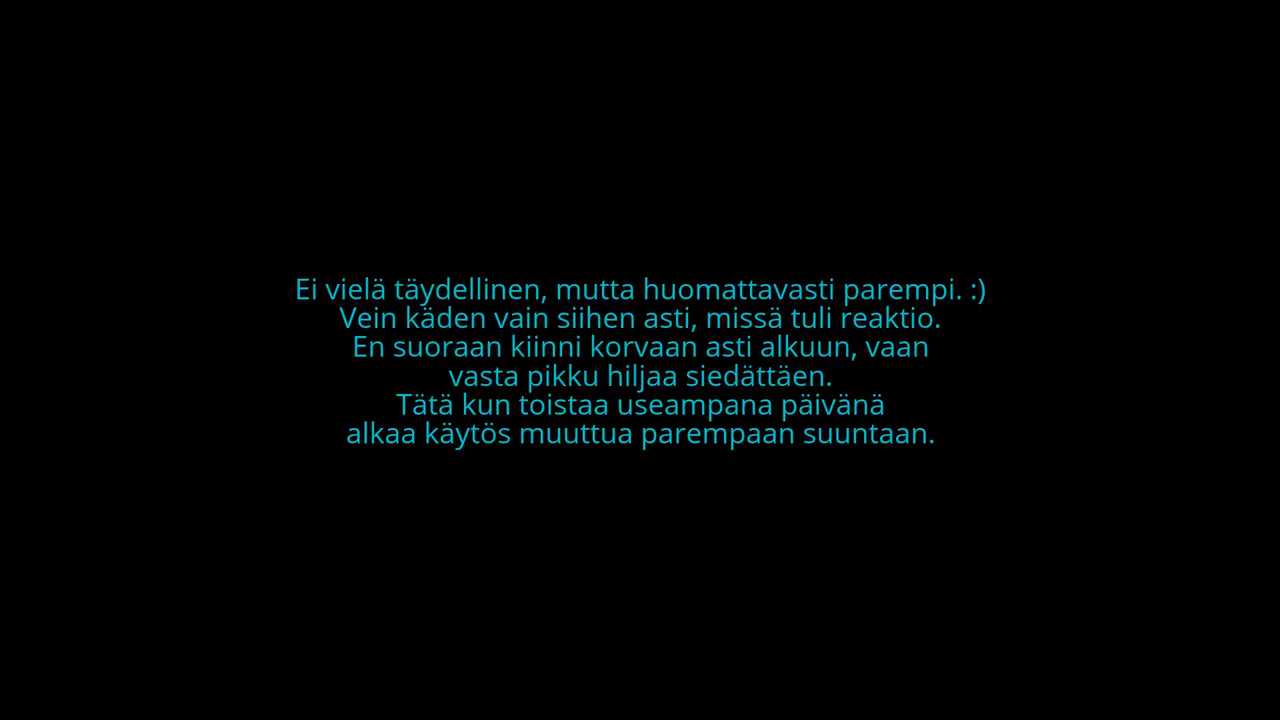 Ei vielä täydellinen, mutta huomattavasti parempi. :)
Vein käden vain siihen asti, missä tuli reaktio.
En suoraan kiinni korvaan asti alkuun, vaan
vasta pikku hiljaa siedättäen.
Tätä kun toistaa useampana päivänä
alkaa käytös muuttua parempaan suuntaan.